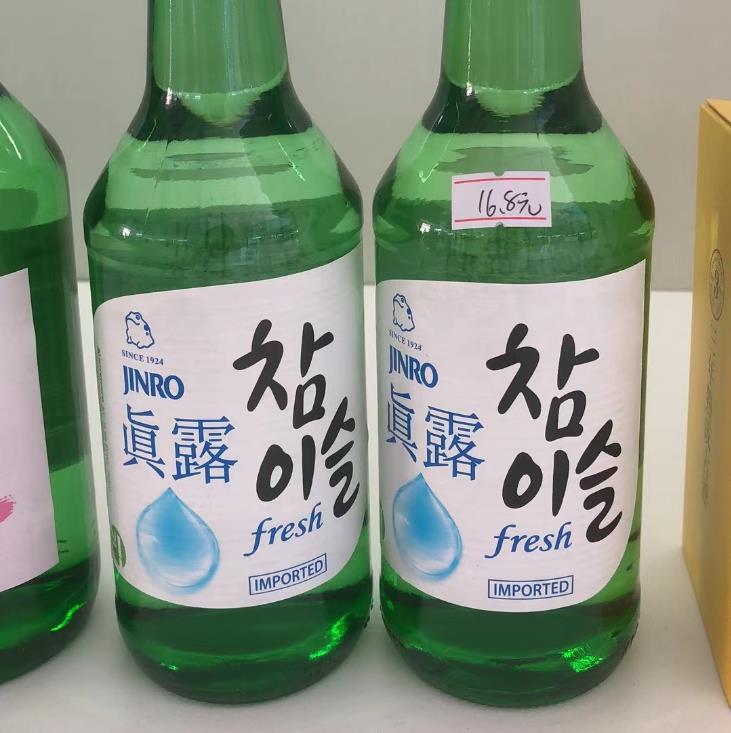 SINCE 1924
JINRO
眞露
참
이슬
fresh
IMPORTED
16.8元
SINCE 1924
JINRO
眞露
참
이슬
fresh
IMPORTED